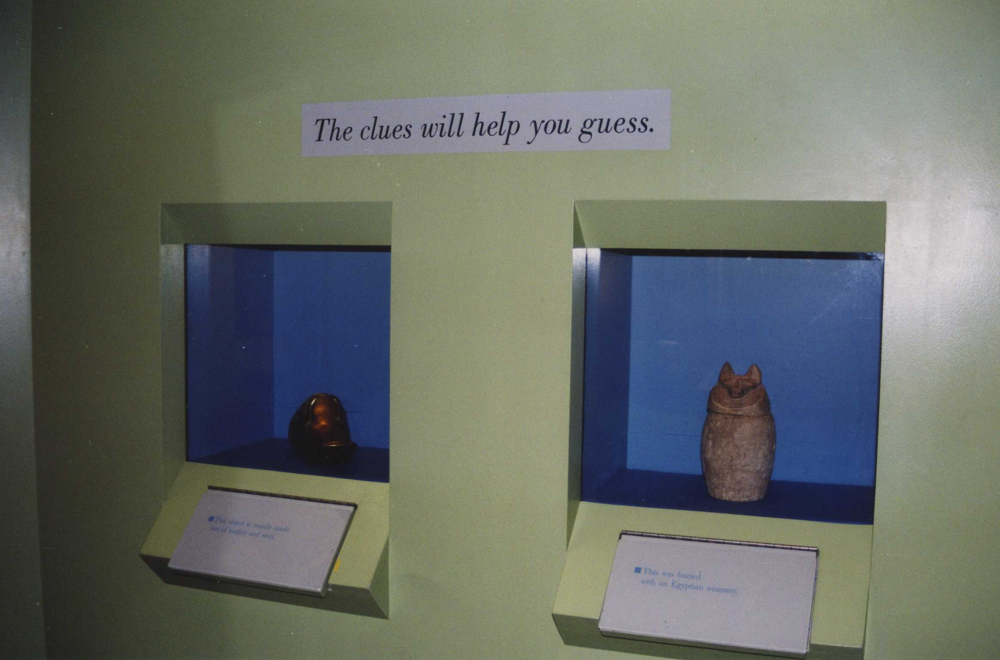 The clues will help you guess.
This object is usually made
out of leather and steel.
This was buried
with an Egyptian mummy.